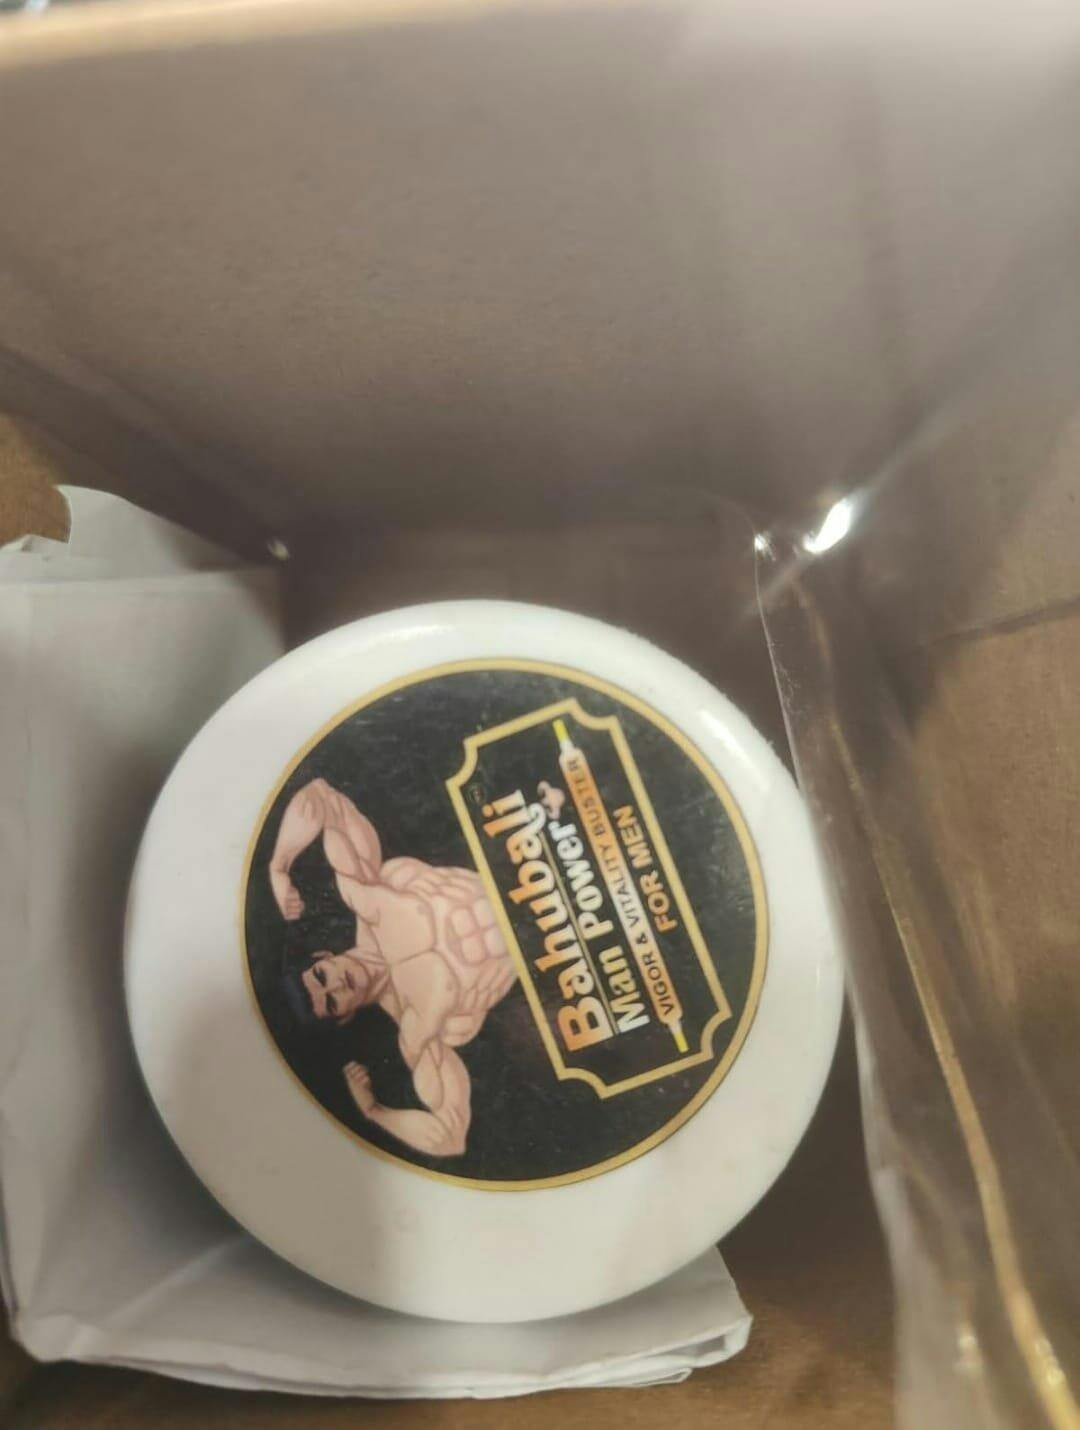 Bahubali
Man Power
VIGOR & VITALITY BUSTER
FOR MEN